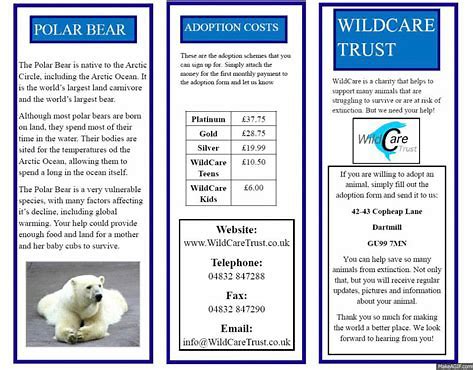 POLAR BEAR
The Polar Bear is native to the Arctic
Circle, including the Arctic Ocean. It
is the world's largest land carnivore
and the world's largest bear.
Although most polar bears are born
on land, they spend most of their
time in the water. Their bodies are
sited for the temperatures od the
Arctic Ocean, allowing them to
spend a long time in the icy oceans.
The Polar Bear is a very vulnerable
species, with many factors affecting
it's decline, including global
warming. Your help could provide
enough food and land for a mother
and her baby cubs to survive.
ADOPTION COSTS
These are the adoption schemes that you
can sign up for. Simply attach the
money for the first monthly payment to
the adoption form and let us know
Platinum £37.75
Gold £28.75
Silver £19.99
WildCare £10.50
Teens
WildCare £6.00
Kids
Website:
www.WildCareTrust.co.uk
Telephone:
04832 847288
Fax:
04832 847290
Email:
info@WildCareTrust.co.uk
WILDCARE
TRUST
WildCare is a charity that helps to
support many animals that are
struggling to survive or are at risk of
extinction. But we need your help!
WildCare
Trust
If you are willing to adopt an
animal, simply fill out the
adoption form and send it to us:
42-43 Copheap Lane
Dartmill
GU99 7MN
You can help save so many
animals from extinction. Not only
that, but you will receive regular
updates, pictures and information
about your animal.
Thank you so much for making
the world a better place. We look
forward to hearing from you!
MakeAGif.com